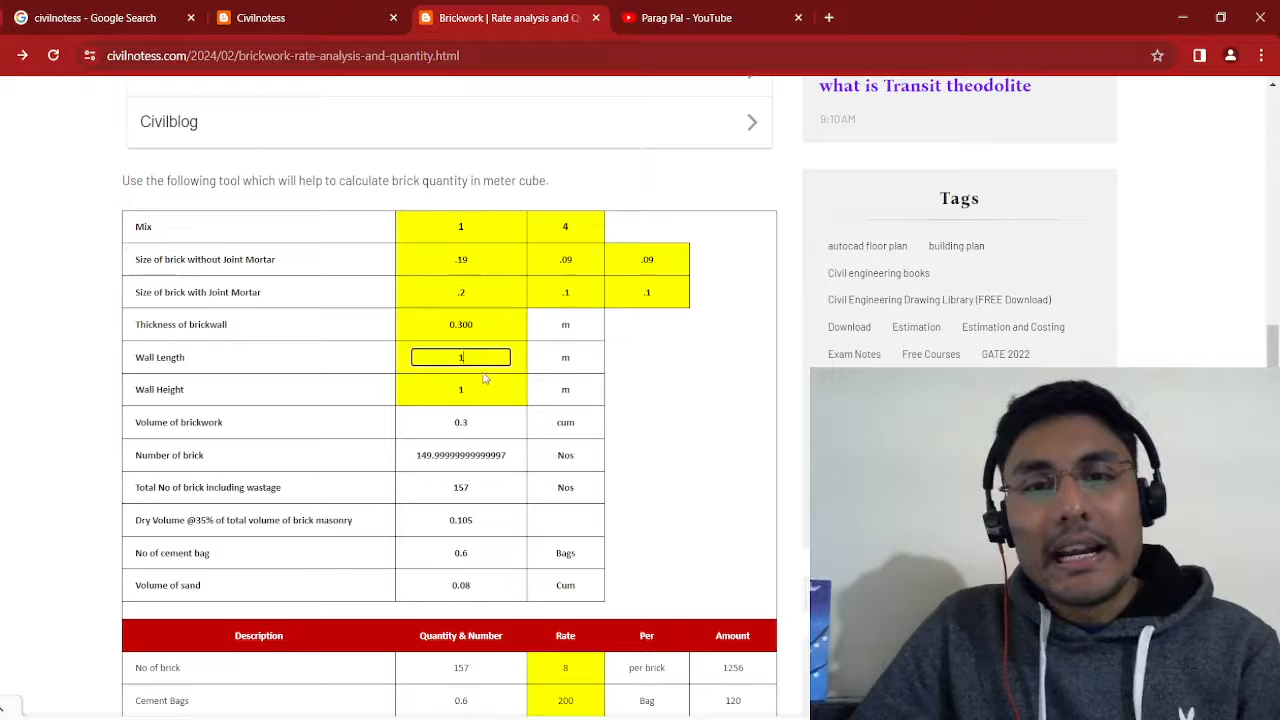 civilnotess - Google Search
Civilnotess
Brickwork | Rate analysis and Q
Parag Pal - YouTube
civilnotess.com/2024/02/brickwork-rate-analysis-and-quantity.html
what is Transit theodolite
9:10 AM
Civilblog
Use the following tool which will help to calculate brick quantity in meter cube.
Mix 1 4
Size of brick without Joint Mortar .19 .09 .09
Size of brick with Joint Mortar .2 .1 .1
Thickness of brickwall 0.300 m
Wall Length 1 m
Wall Height 1 m
Volume of brickwork 0.3 cum
Number of brick 149.99999999999997 Nos
Total No of brick including wastage 157 Nos
Dry Volume @35% of total volume of brick masonry 0.105
No of cement bag 0.6 Bags
Volume of sand 0.08 Cum
Description Quantity & Number Rate Per Amount
No of brick 157 8 per brick 1256
Cement Bags 0.6 200 Bag 120
Tags
autocad floor plan building plan
Civil engineering books
Civil Engineering Drawing Library (FREE Download)
Download Estimation Estimation and Costing
Exam Notes Free Courses GATE 2022